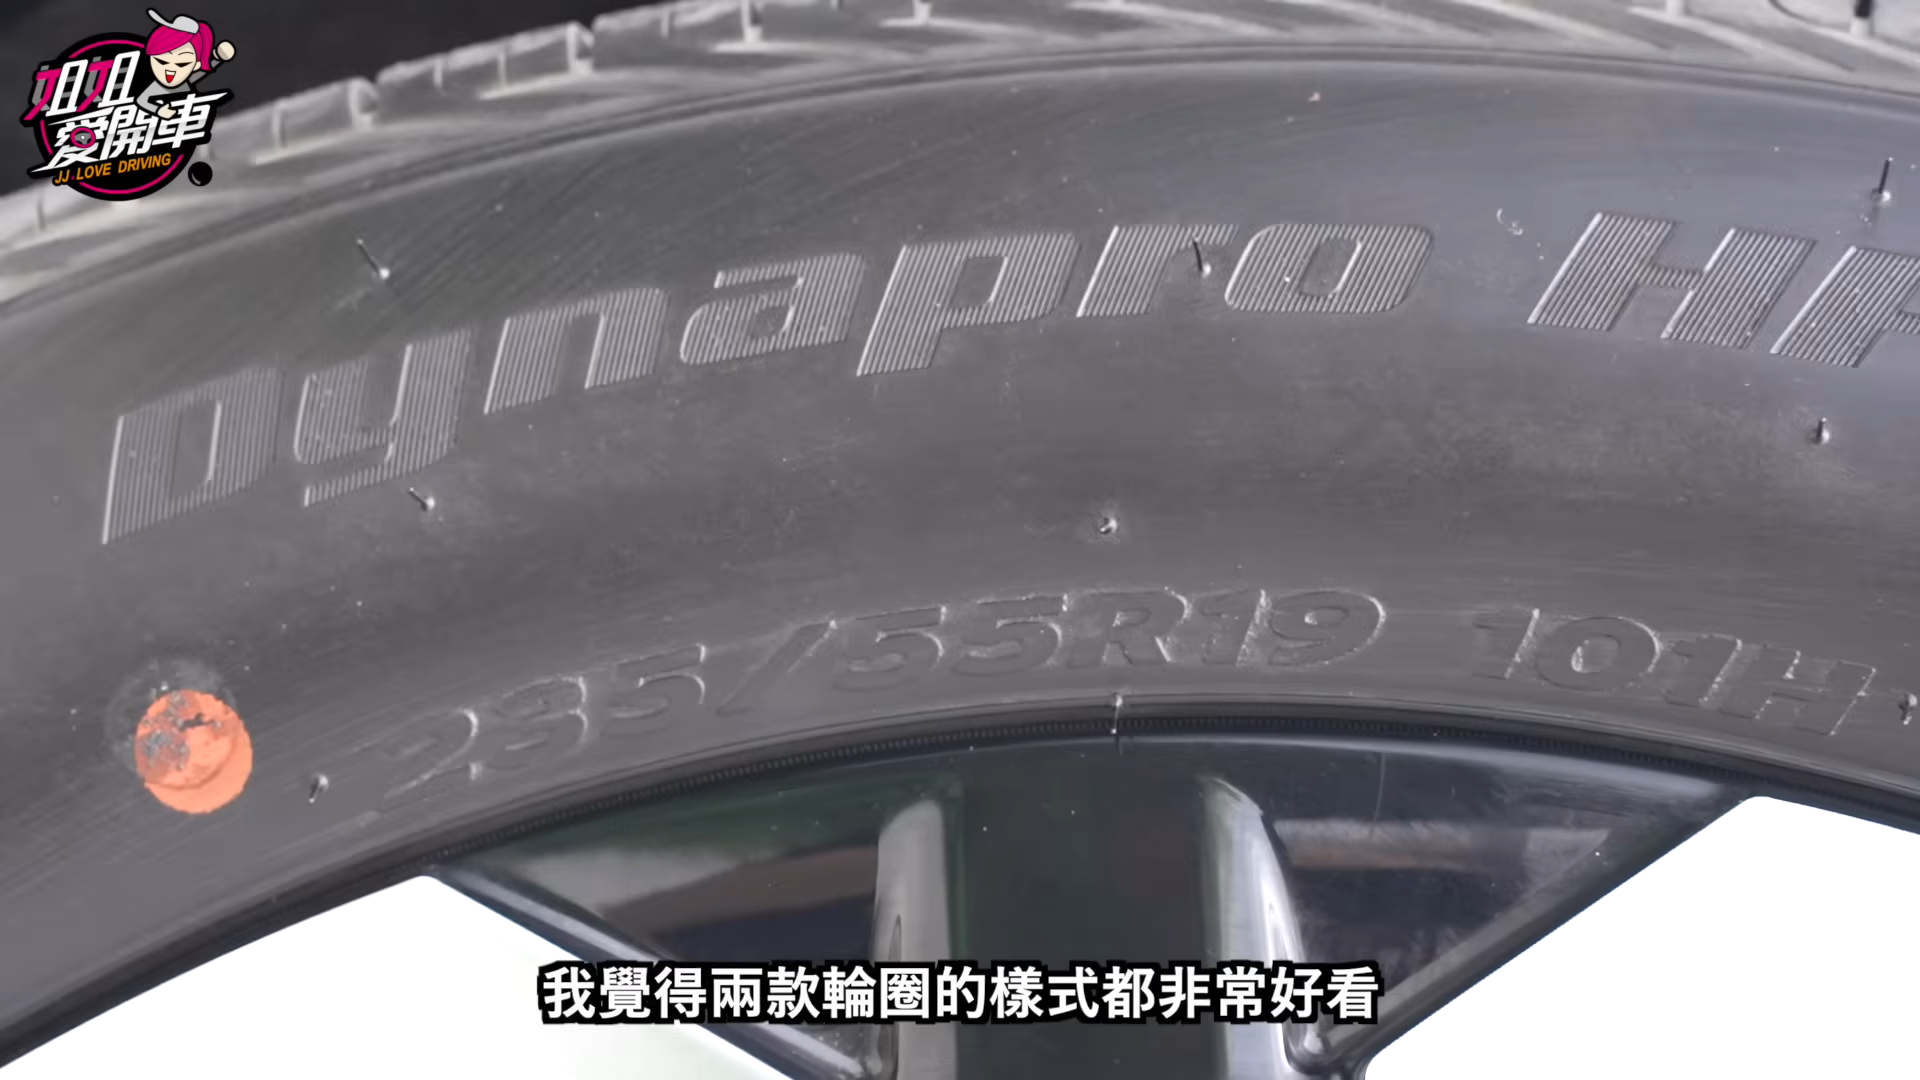 姐姐
愛開車
JJ LOVE DRIVING
Dynapro HP
235/55R19 101H
我覺得兩款輪圈的樣式都非常好看